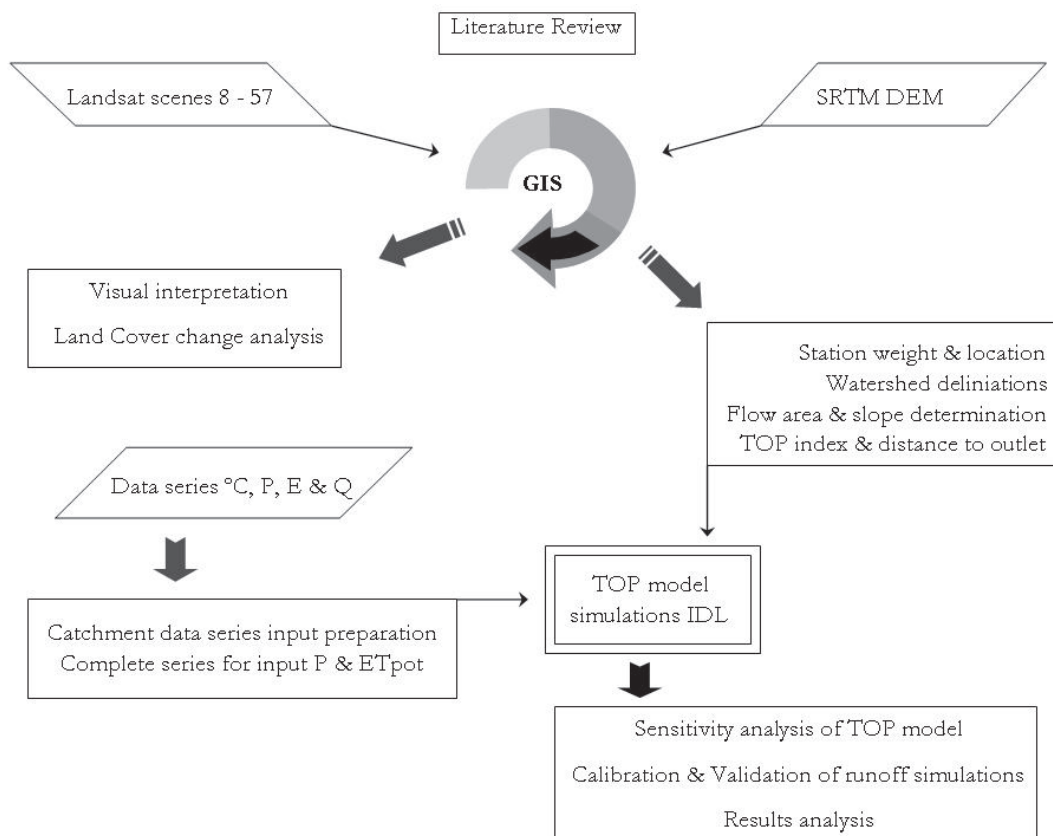 Literature Review
Landsat scenes 8 - 57
SRTM DEM
GIS
Visual interpretation
Land Cover change analysis
Station weight & location
Watershed deliniations
Flow area & slope determination
TOP index & distance to outlet
Data series °C, P, E & Q
TOP model
simulations IDL
Catchment data series input preparation
Complete series for input P & ETpot
Sensitivity analysis of TOP model
Calibration & Validation of runoff simulations
Results analysis